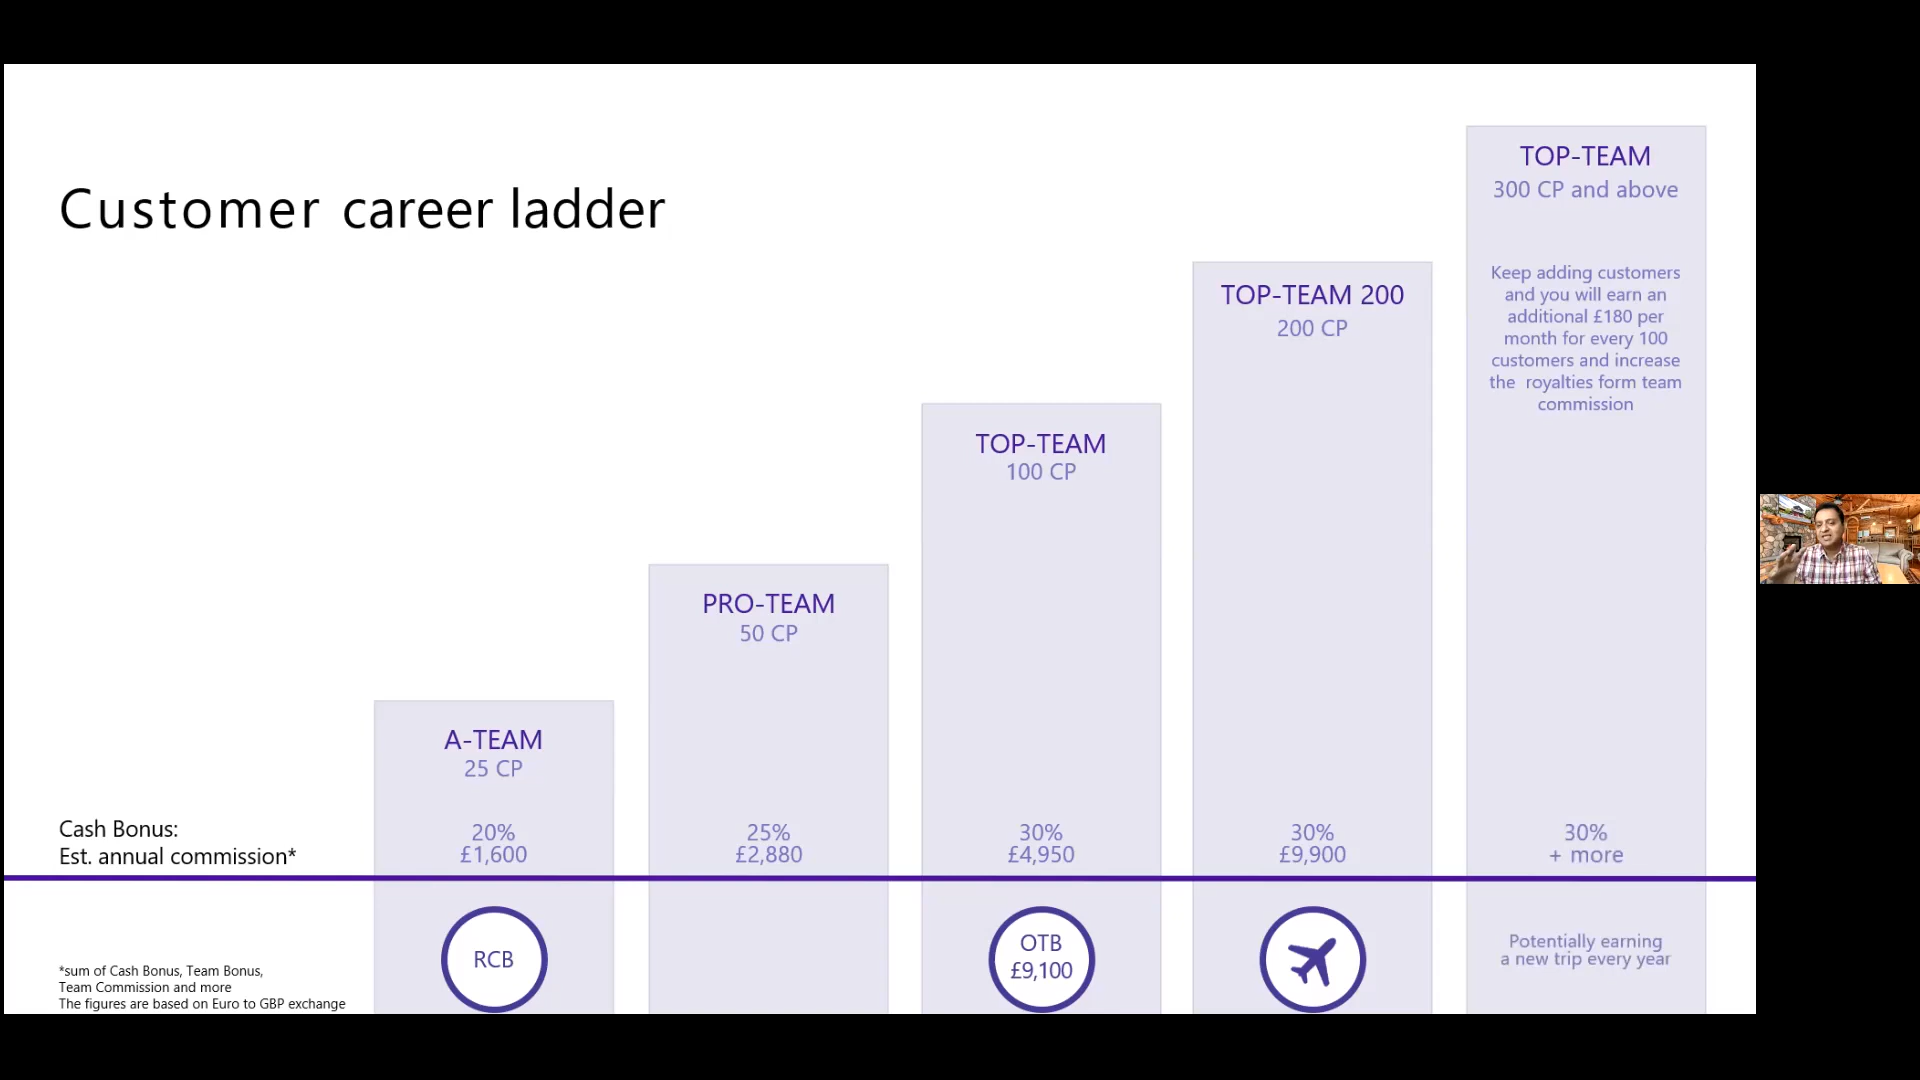 Customer career ladder
TOP-TEAM
300 CP and above
Keep adding customers
and you will earn an
additional £180 per
month for every 100
customers and increase
the royalties form team
commission
TOP-TEAM 200
200 CP
TOP-TEAM
100 CP
PRO-TEAM
50 CP
A-TEAM
25 CP
Cash Bonus:
Est. annual commission*
20%
£1,600
25%
£2,880
30%
£4,950
30%
£9,900
30%
+ more
RCB
OTB
£9,100
Potentially earning
a new trip every year
*sum of Cash Bonus, Team Bonus,
Team Commission and more
The figures are based on Euro to GBP exchange